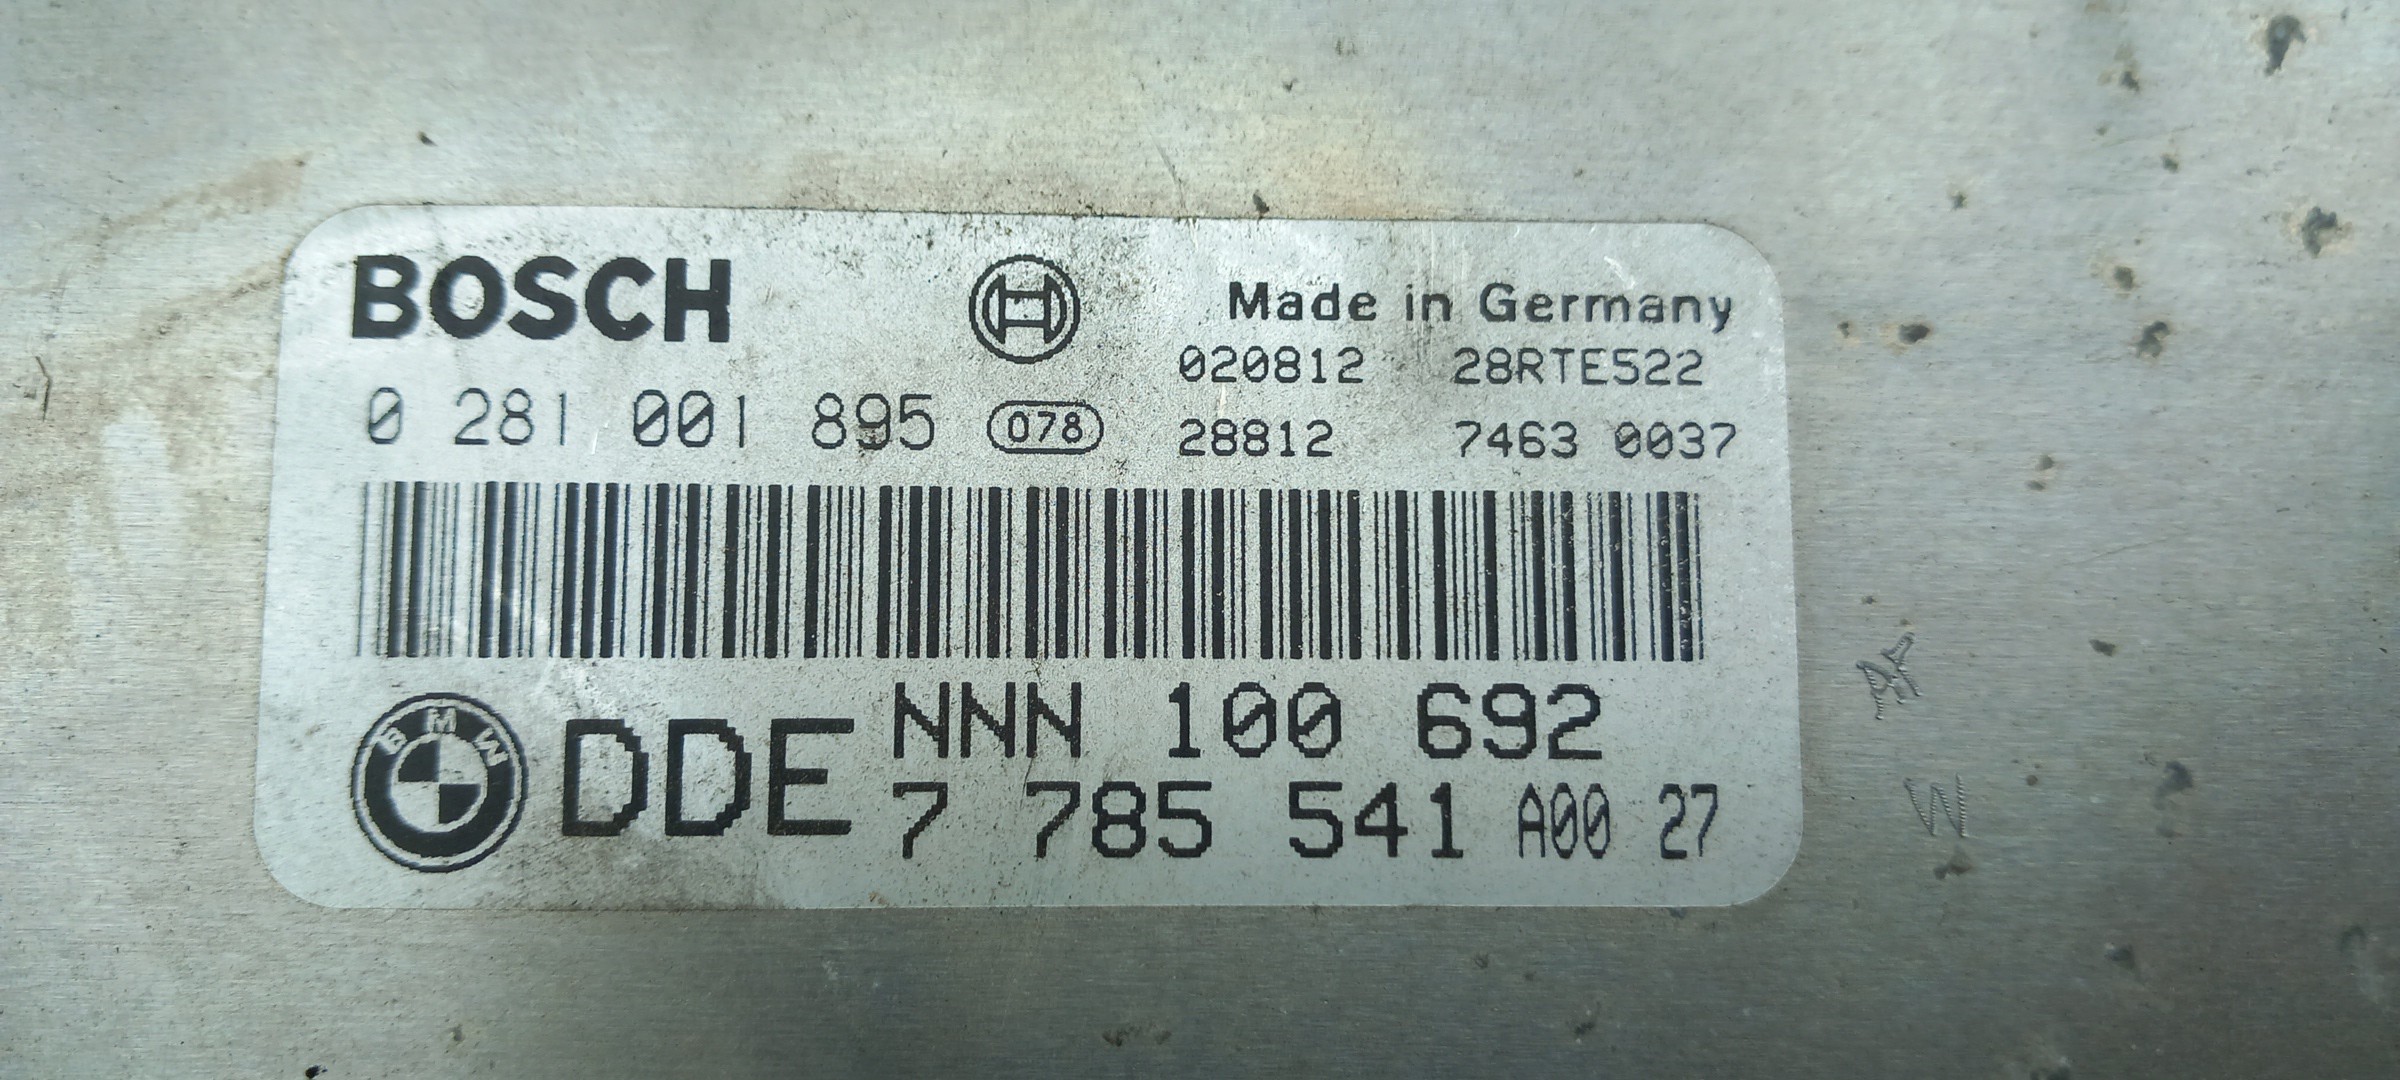 BOSCH
Made in Germany
020812 28RTE522
0 281 001 895 078 28812 7463 0037
BMW DDE NNN 100 692
7 785 541 A00 27